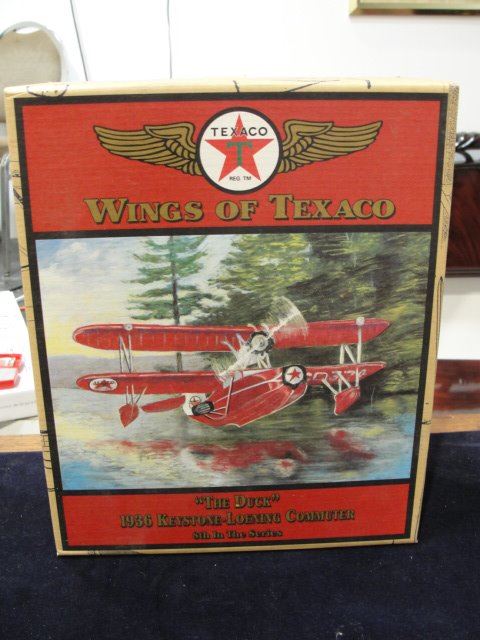 TEXACO
T
REG. TM
WINGS OF TEXACO
"THE DUCK"
1936 KEYSTONE-LOENING COMMUTER
8th In The Series